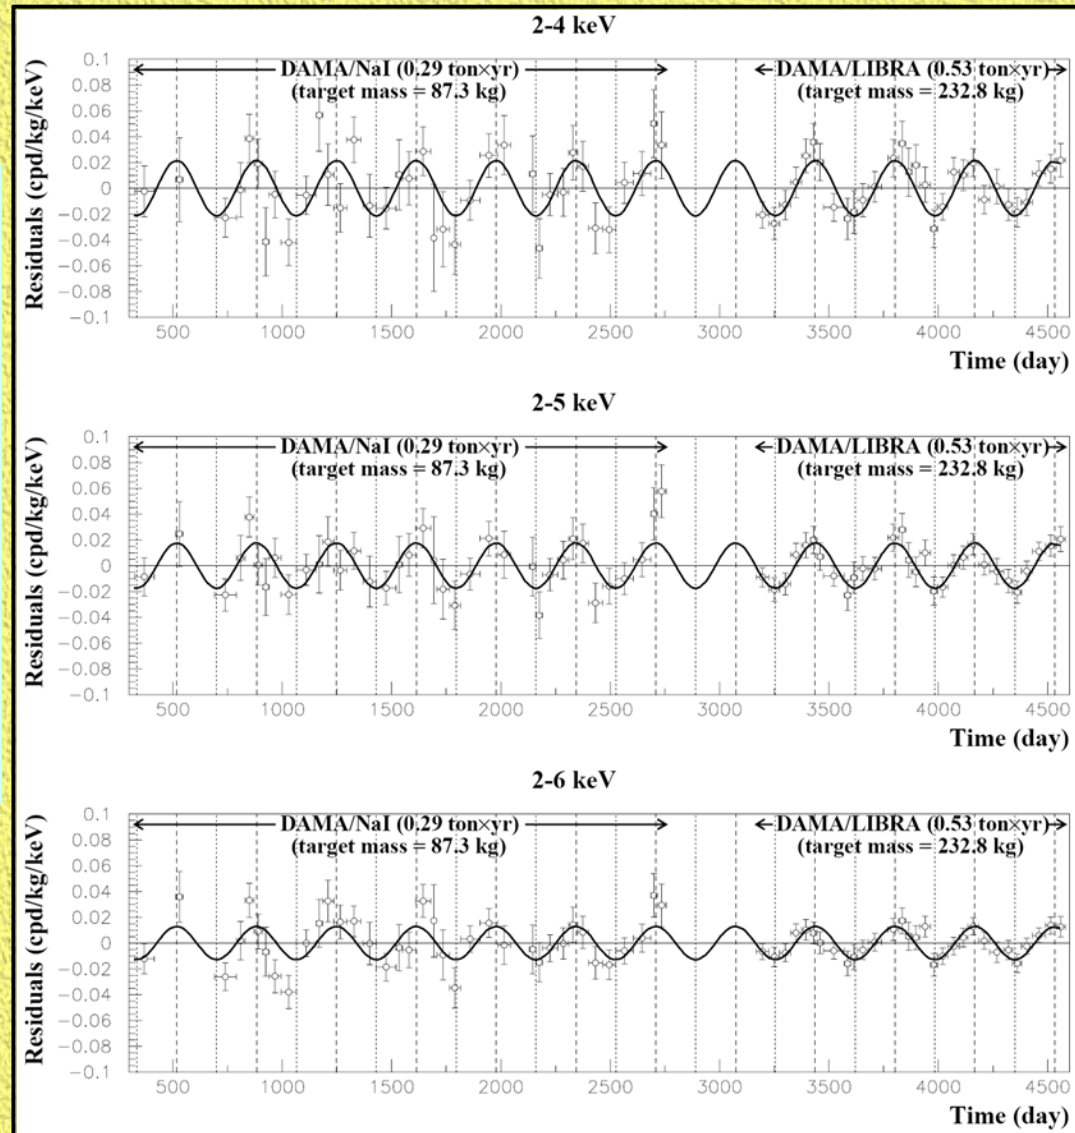 2-4 keV
Residuals (cpd/kg/keV)
0.1
0.08
0.06
0.04
0.02
0
−0.02
−0.04
−0.06
−0.08
−0.1
DAMA/NaI (0.29 ton×yr)
(target mass = 87.3 kg)
DAMA/LIBRA (0.53 ton×yr)
(target mass = 232.8 kg)
500 1000 1500 2000 2500 3000 3500 4000 4500
Time (day)
2-5 keV
Residuals (cpd/kg/keV)
0.1
0.08
0.06
0.04
0.02
0
−0.02
−0.04
−0.06
−0.08
−0.1
DAMA/NaI (0.29 ton×yr)
(target mass = 87.3 kg)
DAMA/LIBRA (0.53 ton×yr)
(target mass = 232.8 kg)
500 1000 1500 2000 2500 3000 3500 4000 4500
Time (day)
2-6 keV
Residuals (cpd/kg/keV)
0.1
0.08
0.06
0.04
0.02
0
−0.02
−0.04
−0.06
−0.08
−0.1
DAMA/NaI (0.29 ton×yr)
(target mass = 87.3 kg)
DAMA/LIBRA (0.53 ton×yr)
(target mass = 232.8 kg)
500 1000 1500 2000 2500 3000 3500 4000 4500
Time (day)